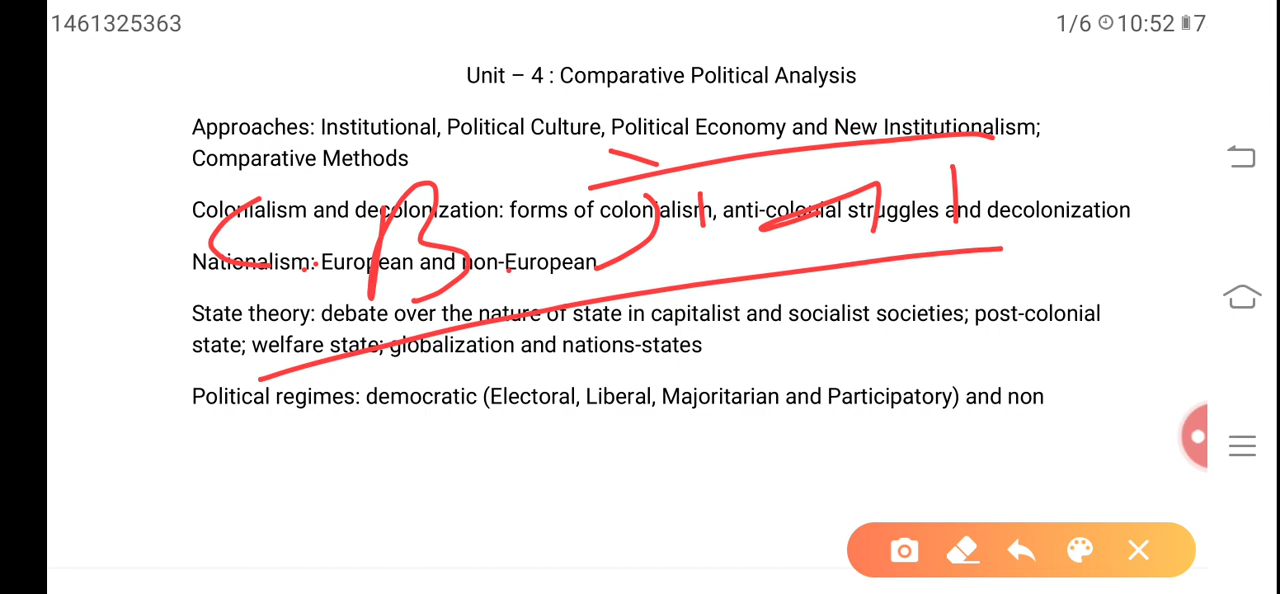 1461325363
1/6 10:52 7
Unit – 4 : Comparative Political Analysis
Approaches: Institutional, Political Culture, Political Economy and New Institutionalism;
Comparative Methods
Colonialism and decolonization: forms of colonialism, anti-colonial struggles and decolonization
Nationalism: European and non-European
State theory: debate over the nature of state in capitalist and socialist societies; post-colonial
state; welfare state; globalization and nations-states
Political regimes: democratic (Electoral, Liberal, Majoritarian and Participatory) and non